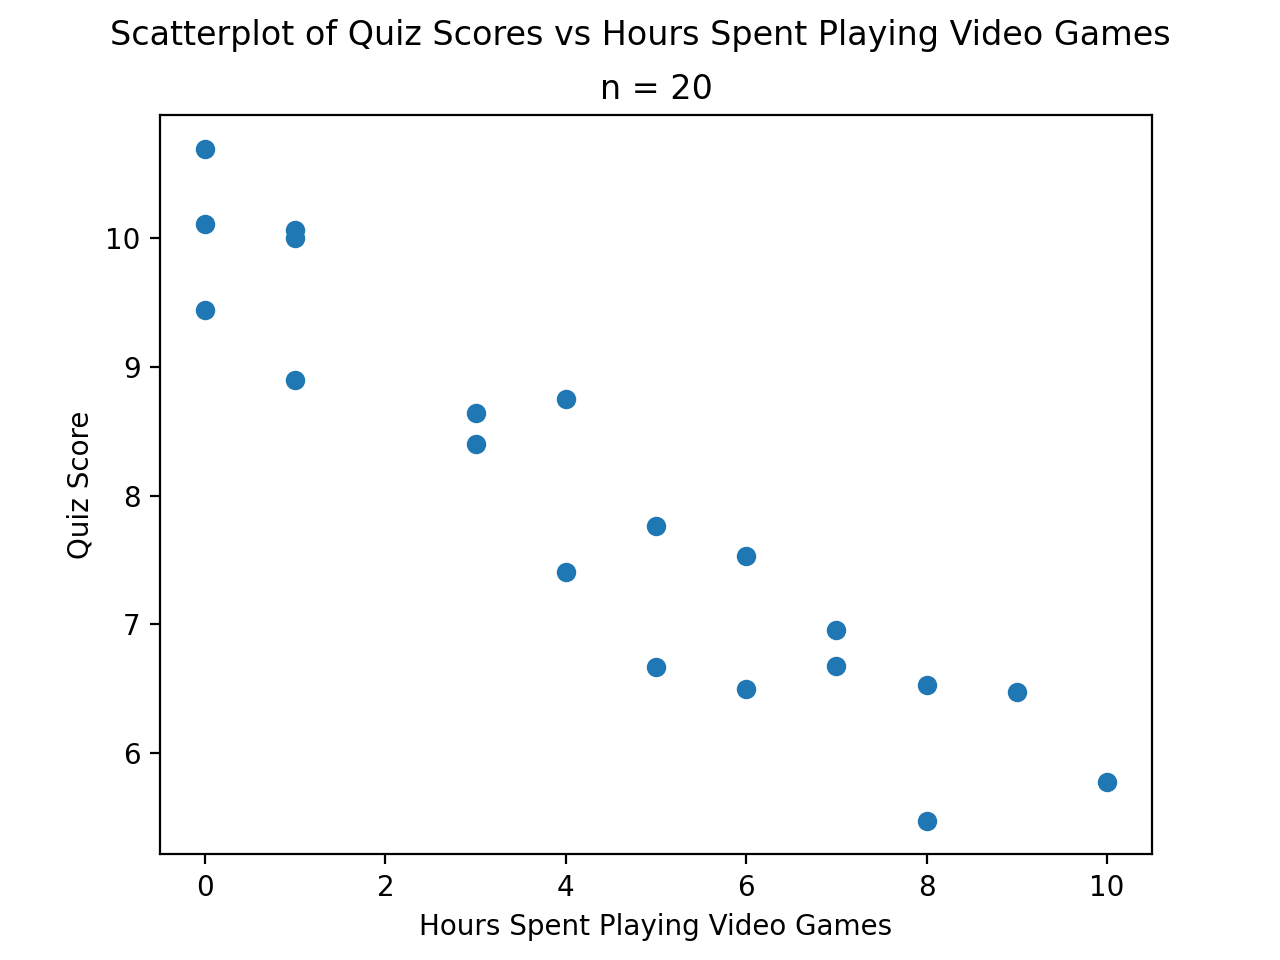 Scatterplot of Quiz Scores vs Hours Spent Playing Video Games
n = 20
10
9
8
7
6
Quiz Score
0 2 4 6 8 10
Hours Spent Playing Video Games